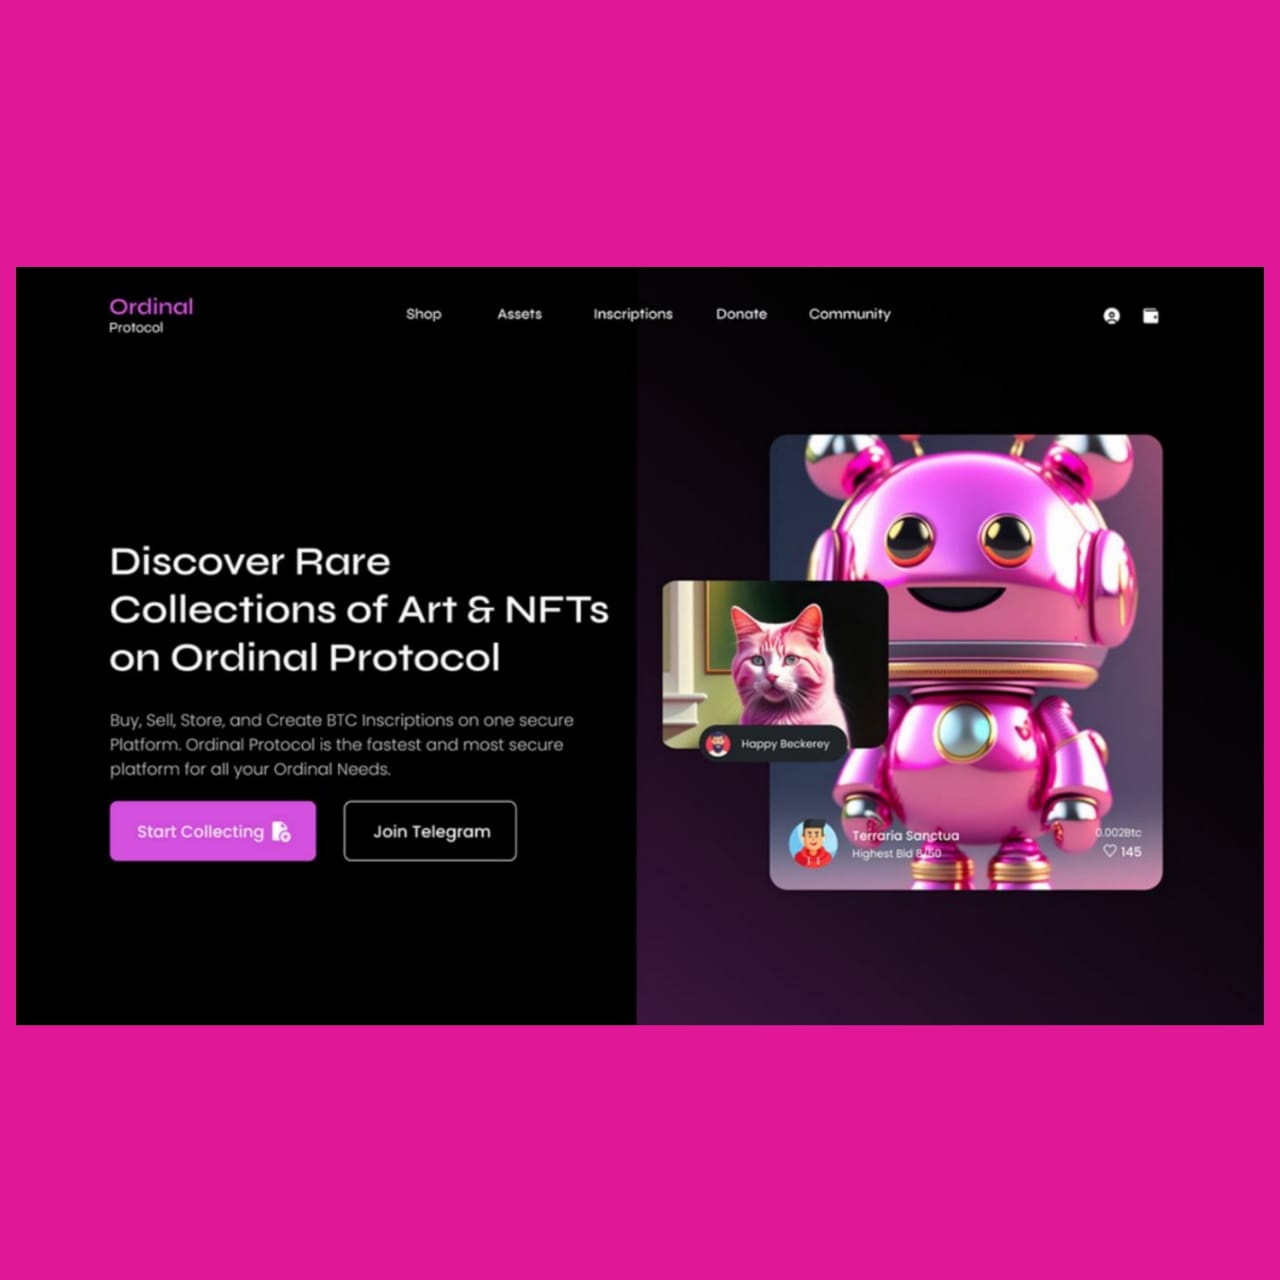 Ordinal
Protocol
Shop
Assets
Inscriptions
Donate
Community
Discover Rare
Collections of Art & NFTs
on Ordinal Protocol
Buy, Sell, Store, and Create BTC Inscriptions on one secure
Platform. Ordinal Protocol is the fastest and most secure
platform for all your Ordinal Needs.
Start Collecting
Join Telegram
Happy Beckerey
Terraria Sanctua
Highest Bid 8/50
0.002Btc
145